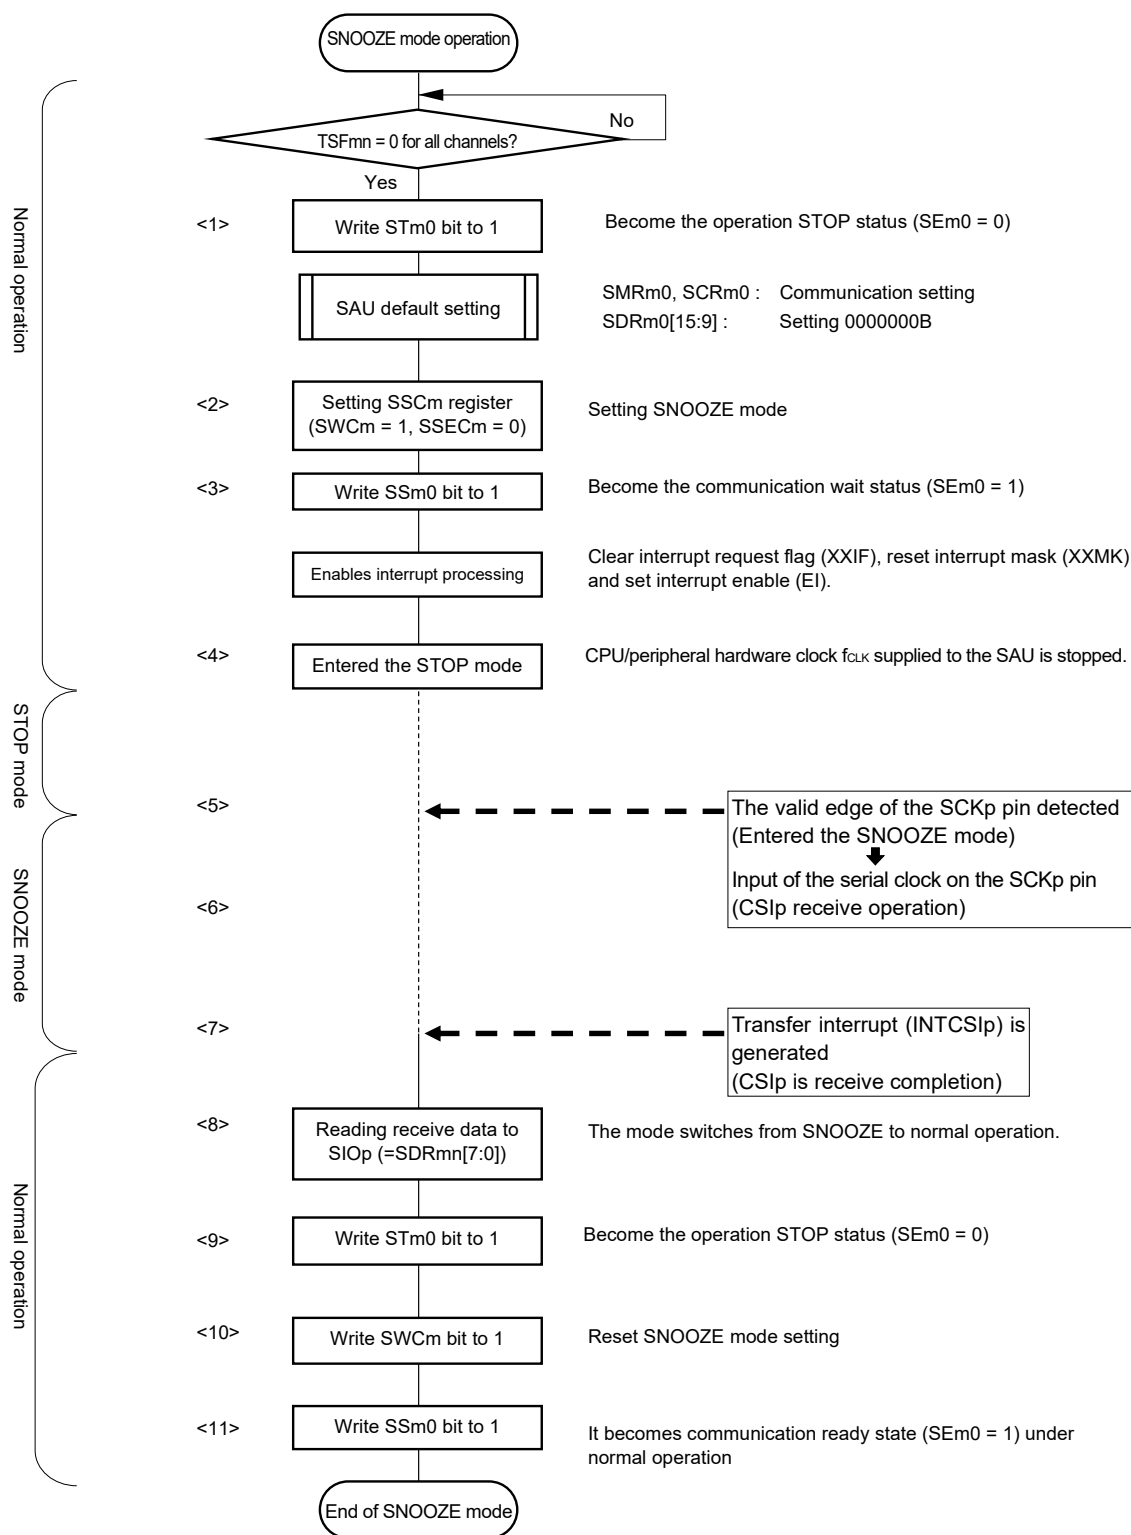 SNOOZE mode operation
No
TSFmn = 0 for all channels?
Yes
<1>
Write STm0 bit to 1
Become the operation STOP status (SEm0 = 0)
SAU default setting
SMRm0, SCRm0 : Communication setting
SDRm0[15:9] : Setting 0000000B
Normal operation
<2>
Setting SSCm register
(SWCm = 1, SSECm = 0)
Setting SNOOZE mode
<3>
Write SSm0 bit to 1
Become the communication wait status (SEm0 = 1)
Enables interrupt processing
Clear interrupt request flag (XXIF), reset interrupt mask (XXMK)
and set interrupt enable (EI).
<4>
Entered the STOP mode
CPU/peripheral hardware clock fCLK supplied to the SAU is stopped.
STOP mode
<5>
The valid edge of the SCKp pin detected
(Entered the SNOOZE mode)
Input of the serial clock on the SCKp pin
(CSIp receive operation)
SNOOZE mode
<6>
<7>
Transfer interrupt (INTCSIp) is
generated
(CSIp is receive completion)
<8>
Reading receive data to
SIOp (=SDRmn[7:0])
The mode switches from SNOOZE to normal operation.
Normal operation
<9>
Write STm0 bit to 1
Become the operation STOP status (SEm0 = 0)
<10>
Write SWCm bit to 1
Reset SNOOZE mode setting
<11>
Write SSm0 bit to 1
It becomes communication ready state (SEm0 = 1) under
normal operation
End of SNOOZE mode